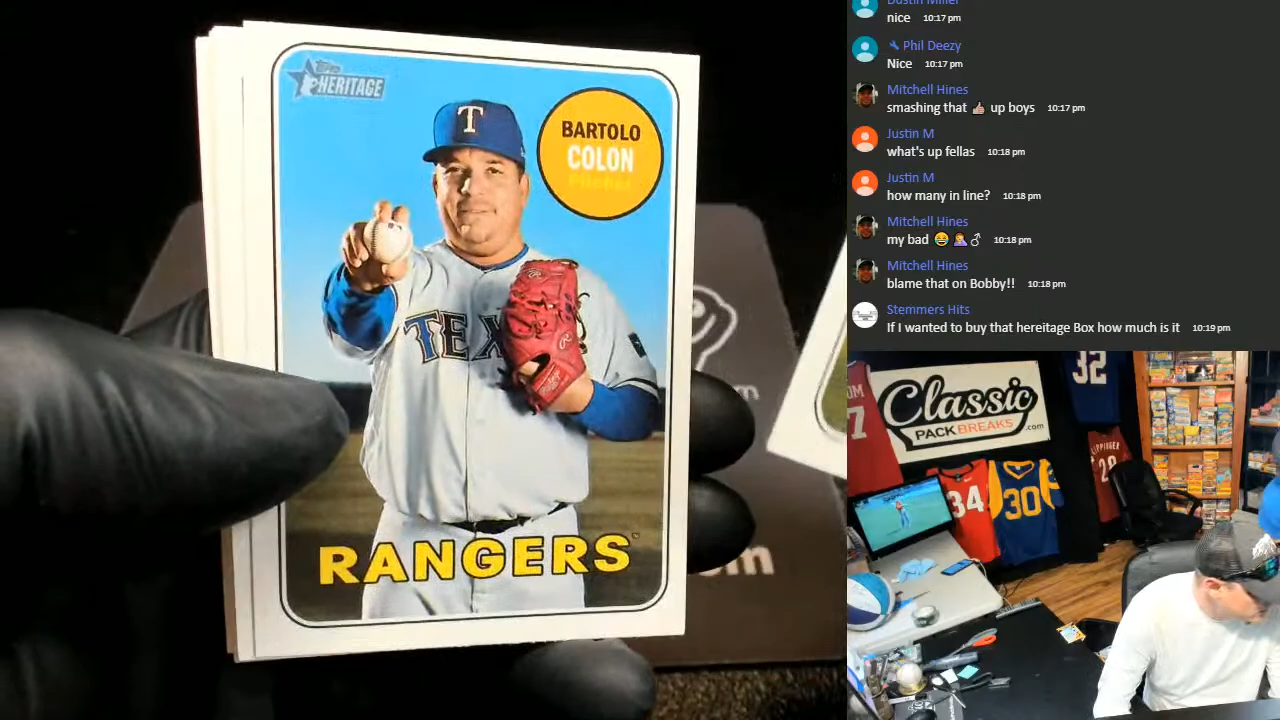 topps
HERITAGE
T
BARTOLO
COLON
Pitcher
TEX
RANGERS
Dustin Miller
nice 10:17 pm
Phil Deezy
Nice 10:17 pm
Mitchell Hines
smashing that 👍🏻 up boys 10:17 pm
Justin M
what's up fellas 10:18 pm
Justin M
how many in line? 10:18 pm
Mitchell Hines
my bad 😂 🤦🏼 ♂ 10:18 pm
Mitchell Hines
blame that on Bobby!! 10:18 pm
Stemmers Hits
If I wanted to buy that hereitage Box how much is it 10:19 pm
Classic
PACK BREAKS.com
32
7
34
30
28
om